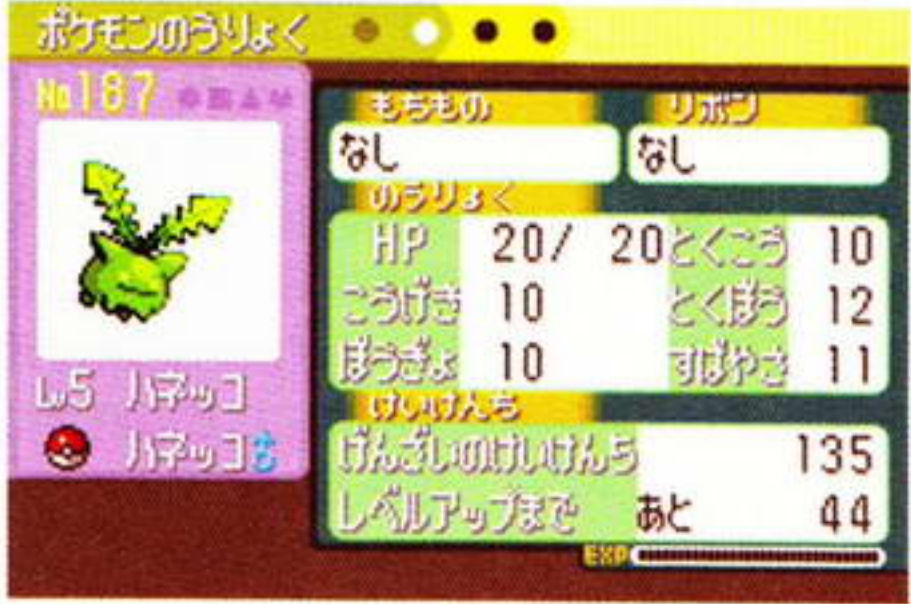 ポケモンのうりょく
No187 ●■▲♥
もちもの リボン
なし なし
のうりょく
HP 20/ 20 とくこう 10
こうげき 10 とくぼう 12
ぼうぎょ 10 すばやさ 11
Lv5 ハネッコ
ハネッコ♂
けいけんち
げんざいのけいけんち 135
レベルアップまで あと 44
EXP